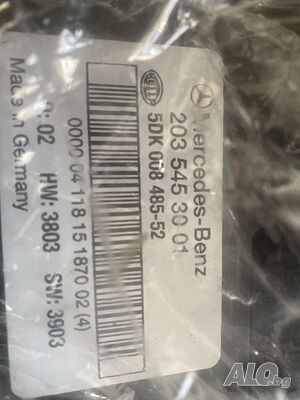 Mercedes-Benz
203 545 30 01
HELLA
5DK 008 485-52
0000 04 118 15 1870 02 (4)
: 02 HW: 3803 SW: 3903
Made in Germany
ALO.bg